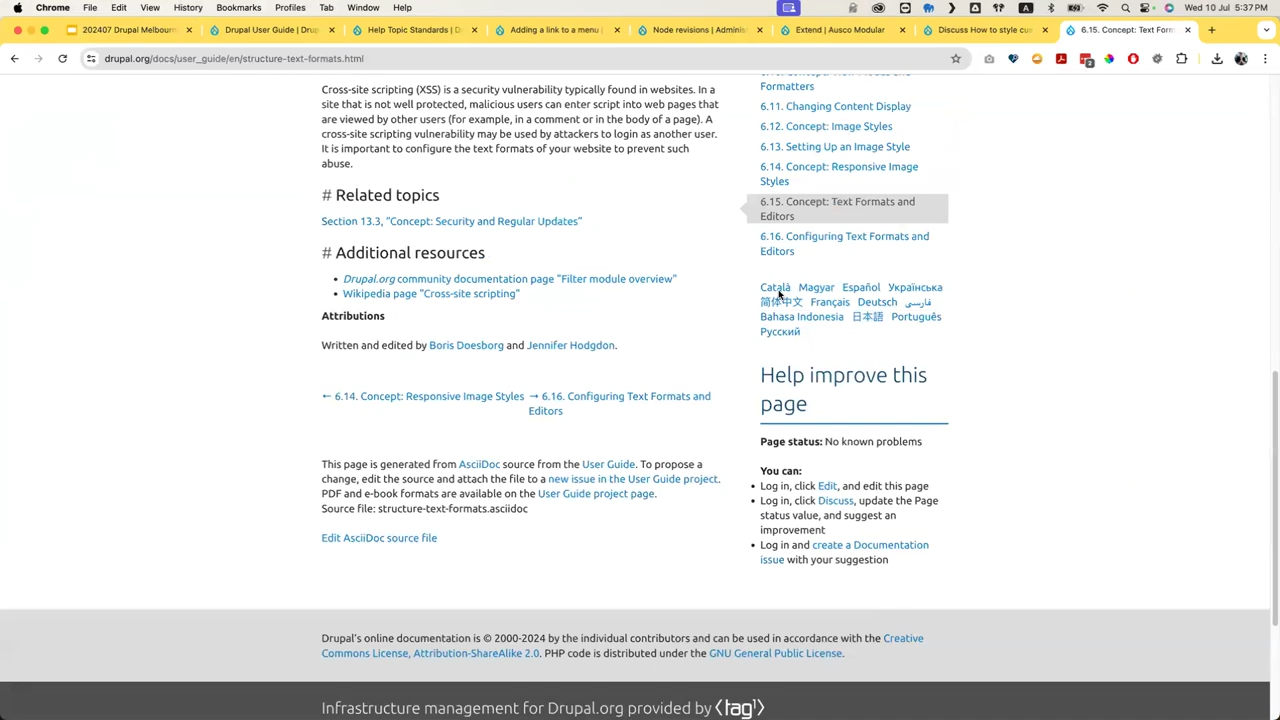 Chrome File Edit View History Bookmarks Profiles Tab Window Help
Wed 10 Jul 5:37 PM
202407 Drupal Melbourn
Drupal User Guide | Drup
Help Topic Standards | D
Adding a link to a menu |
Node revisions | Adminis
Extend | Ausco Modular
Discuss How to style cus
6.15. Concept: Text Form
drupal.org/docs/user_guide/en/structure-text-formats.html
2
Cross-site scripting (XSS) is a security vulnerability typically found in websites. In a
site that is not well protected, malicious users can enter script into web pages that
are viewed by other users (for example, in a comment or in the body of a page). A
cross-site scripting vulnerability may be used by attackers to login as another user.
It is important to configure the text formats of your website to prevent such
abuse.
# Related topics
Section 13.3, "Concept: Security and Regular Updates"
# Additional resources
• Drupal.org community documentation page "Filter module overview"
• Wikipedia page "Cross-site scripting"
Attributions
Written and edited by Boris Doesborg and Jennifer Hodgdon.
← 6.14. Concept: Responsive Image Styles → 6.16. Configuring Text Formats and
Editors
This page is generated from AsciiDoc source from the User Guide. To propose a
change, edit the source and attach the file to a new issue in the User Guide project.
PDF and e-book formats are available on the User Guide project page.
Source file: structure-text-formats.asciidoc
Edit AsciiDoc source file
Formatters
6.11. Changing Content Display
6.12. Concept: Image Styles
6.13. Setting Up an Image Style
6.14. Concept: Responsive Image
Styles
6.15. Concept: Text Formats and
Editors
6.16. Configuring Text Formats and
Editors
Català Magyar Español Українська
简体中文 Français Deutsch فارسی
Bahasa Indonesia 日本語 Português
Русский
Help improve this
page
Page status: No known problems
You can:
• Log in, click Edit, and edit this page
• Log in, click Discuss, update the Page
status value, and suggest an
improvement
• Log in and create a Documentation
issue with your suggestion
Drupal's online documentation is © 2000-2024 by the individual contributors and can be used in accordance with the Creative
Commons License, Attribution-ShareAlike 2.0. PHP code is distributed under the GNU General Public License.
Infrastructure management for Drupal.org provided by ⟨tag1⟩